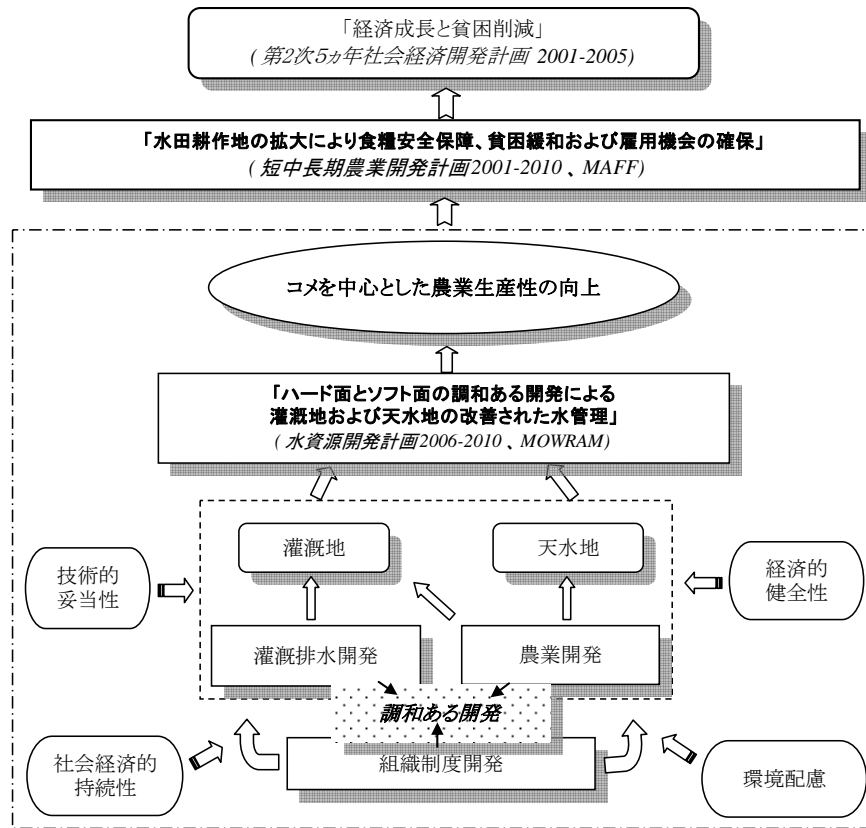 「経済成長と貧困削減」
( 第2次5ヵ年社会経済開発計画 2001-2005)
「水田耕作地の拡大により食糧安全保障、貧困緩和および雇用機会の確保」
( 短中長期農業開発計画2001-2010 、MAFF)
コメを中心とした農業生産性の向上
「ハード面とソフト面の調和ある開発による
灌漑地および天水地の改善された水管理」
( 水資源開発計画2006-2010 、MOWRAM)
灌漑地
天水地
技術的
妥当性
経済的
健全性
灌漑排水開発
農業開発
調和ある開発
組織制度開発
社会経済的
持続性
環境配慮